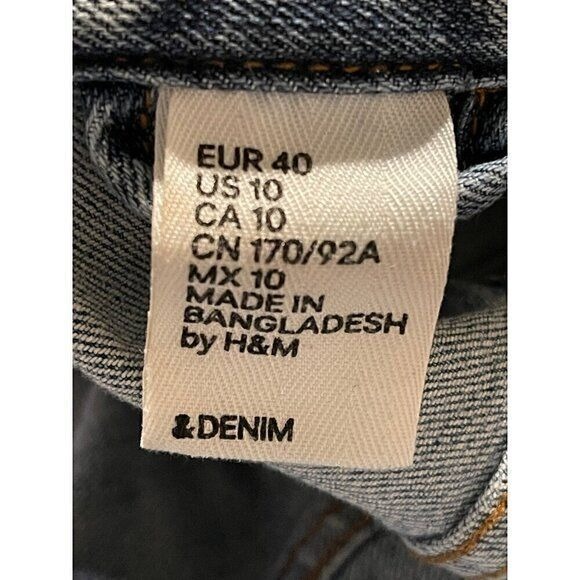 EUR 40
US 10
CA 10
CN 170/92A
MX 10
MADE IN
BANGLADESH
by H&M
&DENIM